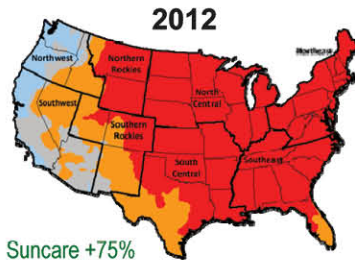 2012
Northeast
Northwest
Northern
Rockies
North
Central
Southwest
Southern
Rockies
South
Central
Southeast
Suncare +75%